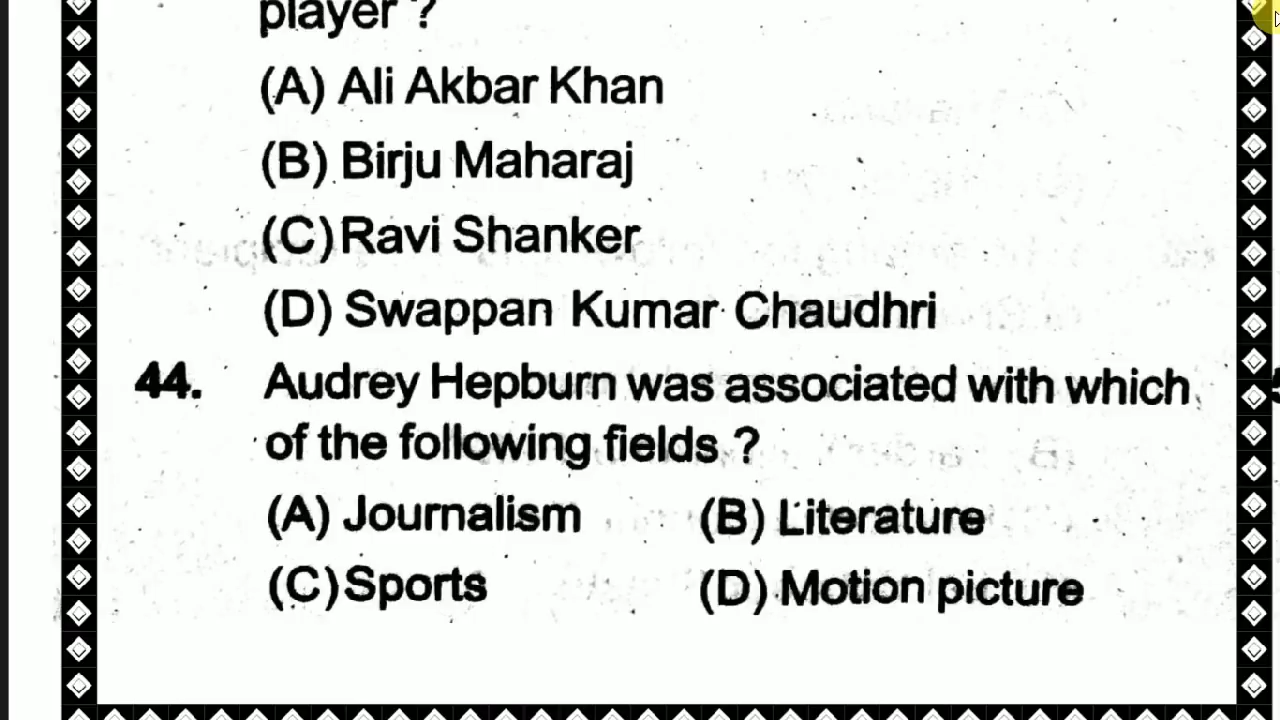 player ?
(A) Ali Akbar Khan
(B) Birju Maharaj
(C) Ravi Shanker
(D) Swappan Kumar Chaudhri
44. Audrey Hepburn was associated with which
of the following fields ?
(A) Journalism (B) Literature
(C) Sports (D) Motion picture